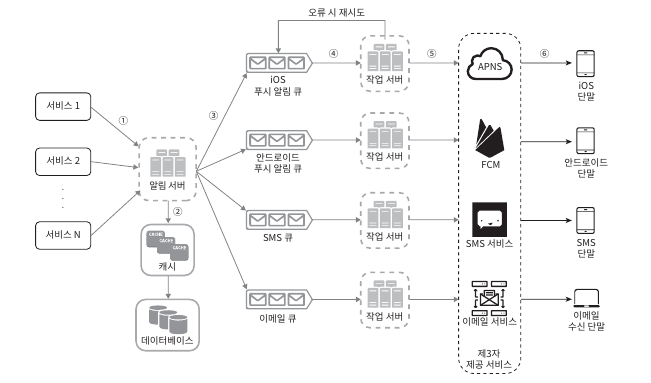 오류 시 재시도
①
②
③
④
⑤
⑥
서비스 1
서비스 2
서비스 N
알림 서버
CACHE
CACHE
CACHE
캐시
데이터베이스
iOS
푸시 알림 큐
작업 서버
APNS
iOS
단말
안드로이드
푸시 알림 큐
작업 서버
FCM
안드로이드
단말
SMS 큐
작업 서버
SMS 서비스
SMS
단말
이메일 큐
작업 서버
이메일 서비스
이메일
수신 단말
제3자
제공 서비스